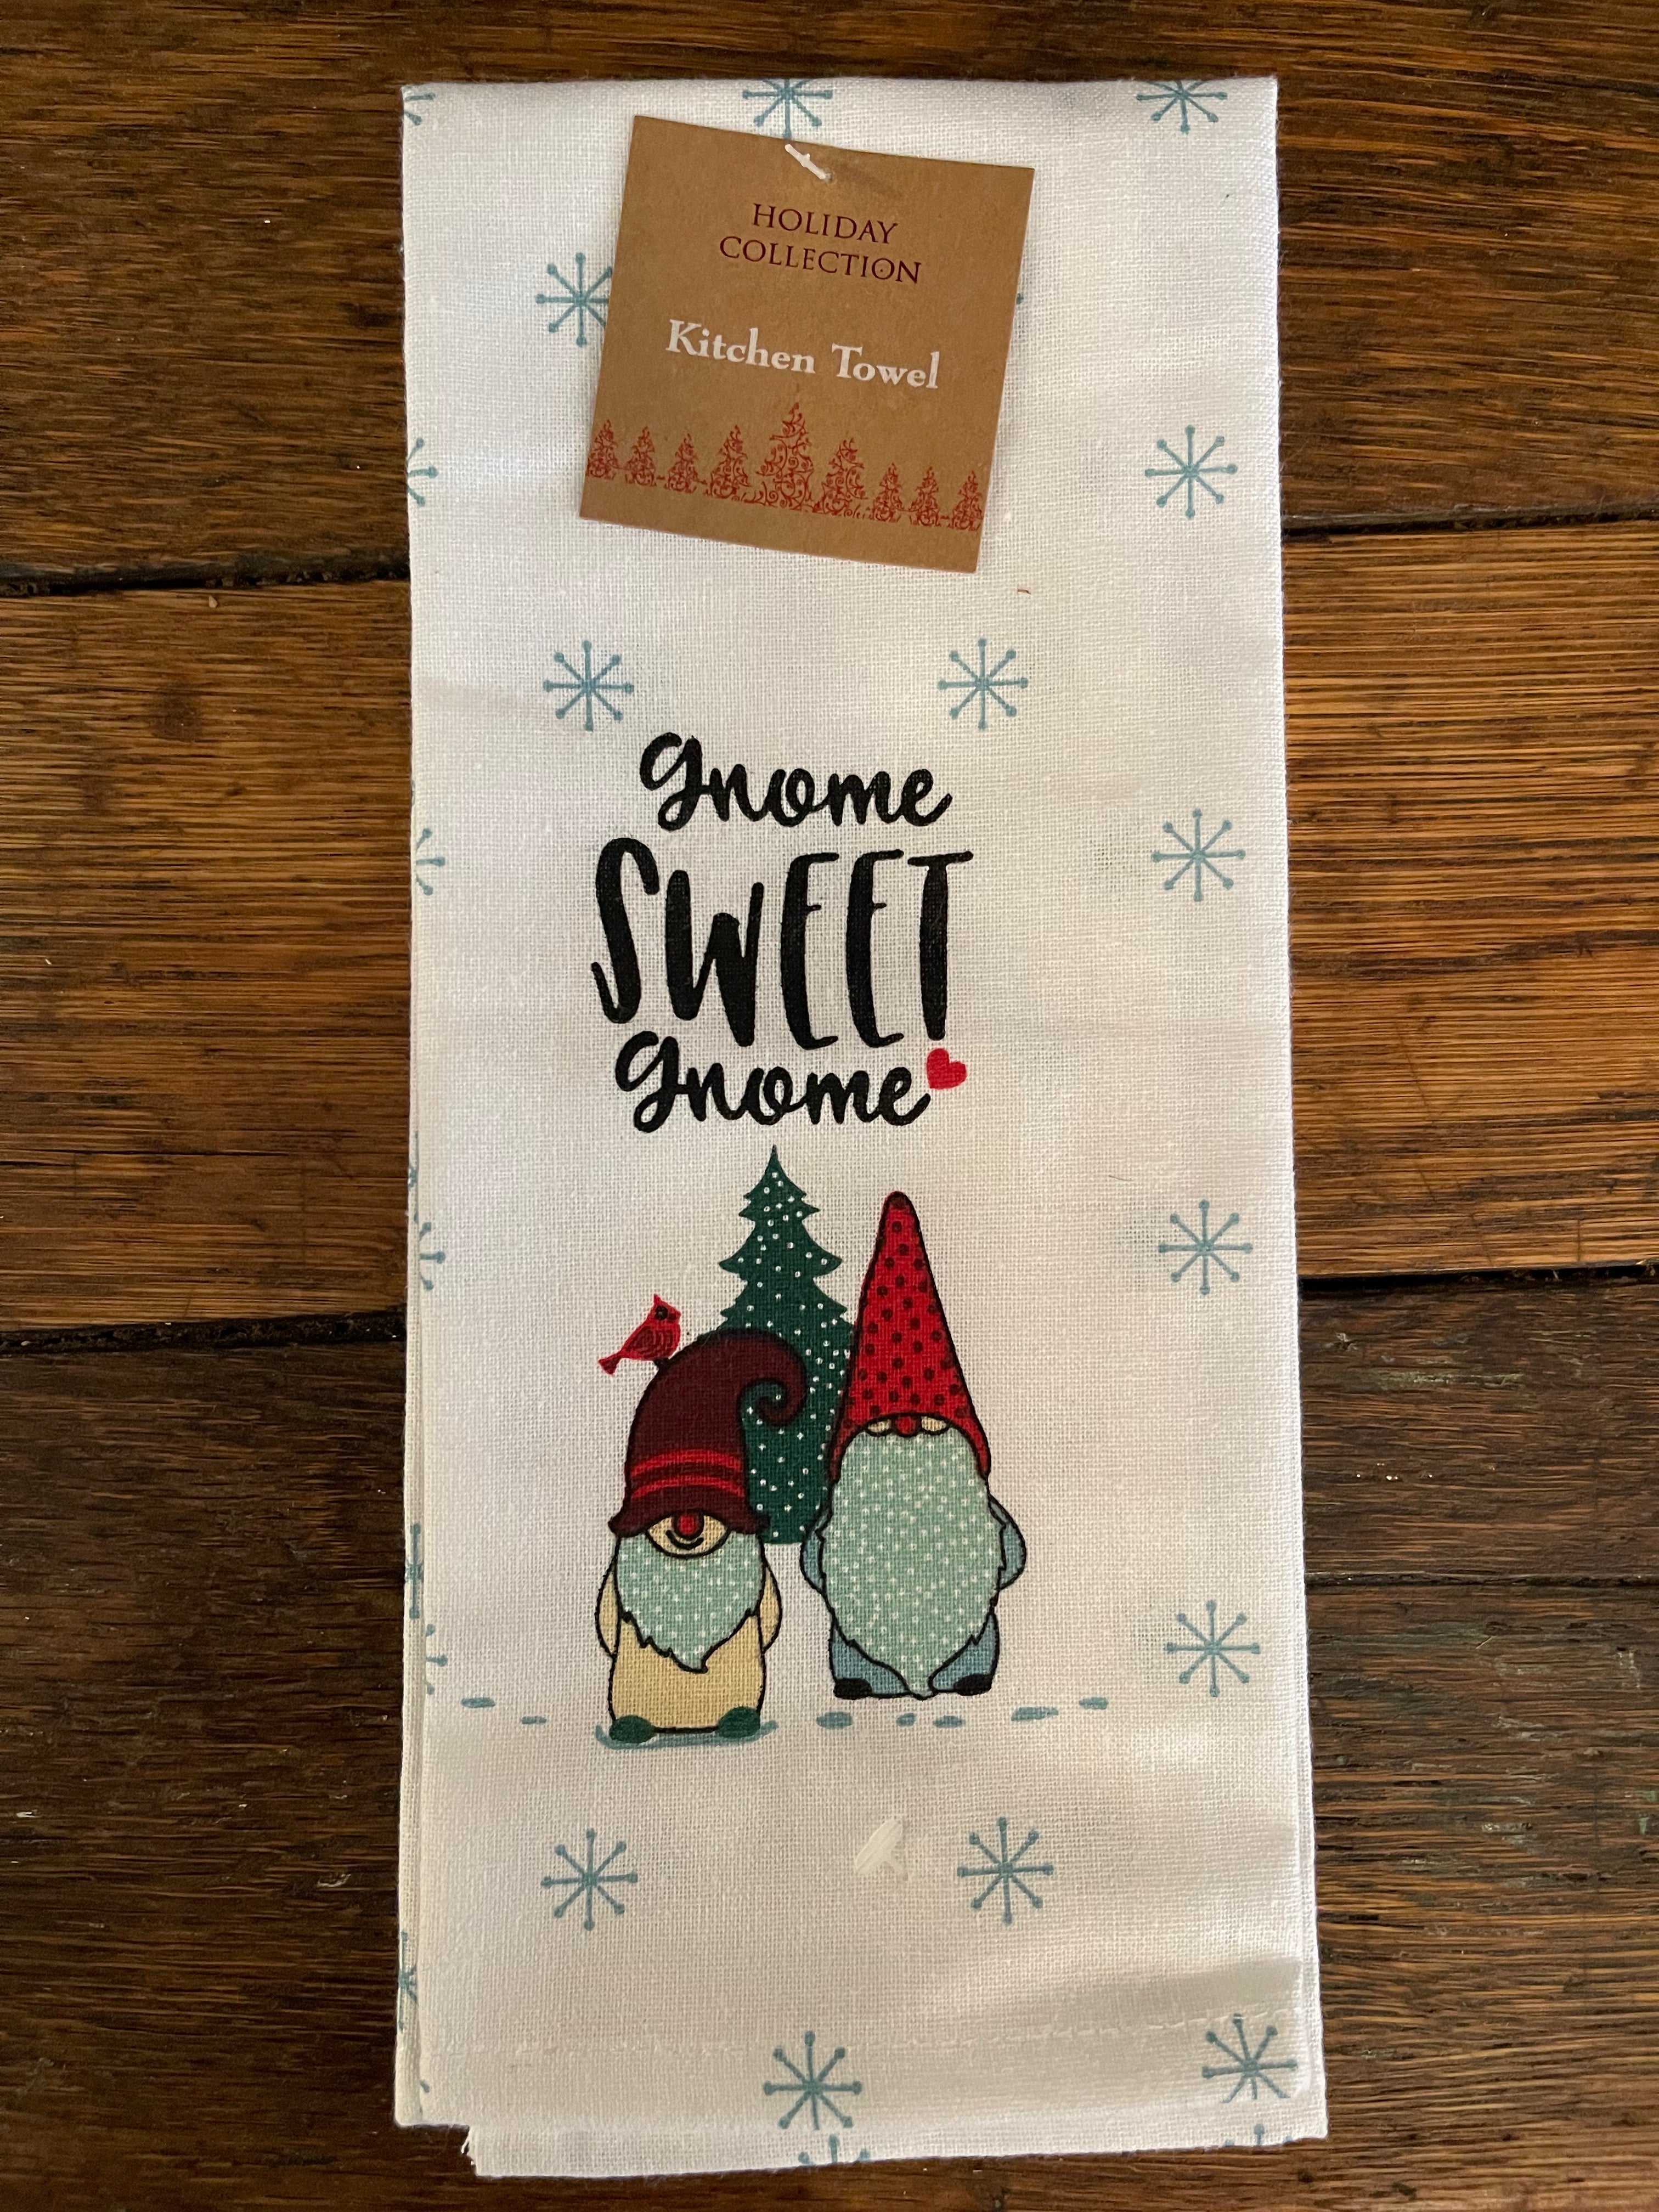 HOLIDAY
COLLECTION
Kitchen Towel
gnome
SWEET
gnome